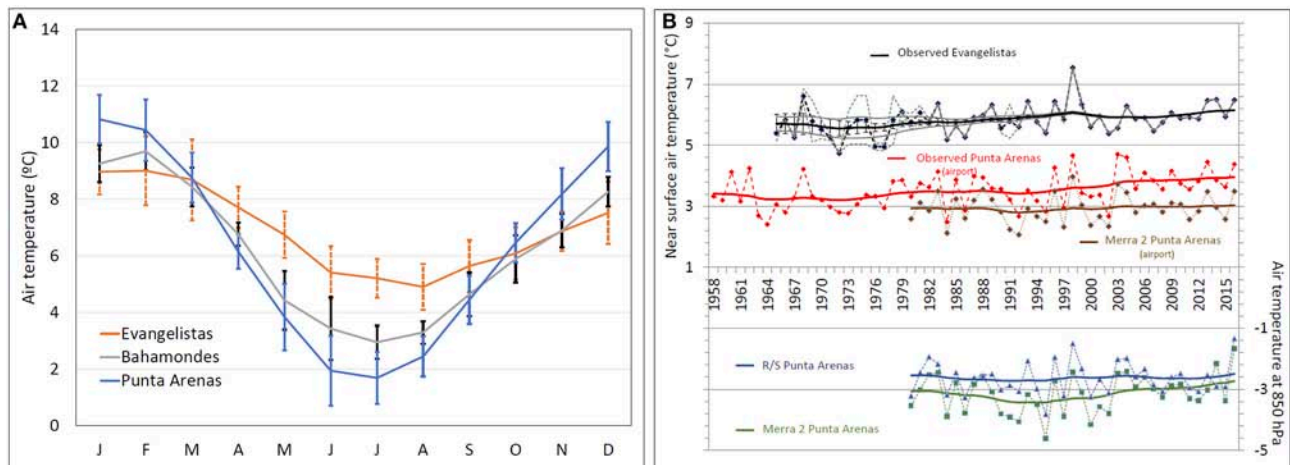 A
Air temperature (ºC)
14
12
10
8
6
4
2
0
Evangelistas
Bahamondes
Punta Arenas
J F M A M J J A S O N D
B
Near surface air temperature (°C)
9
7
5
3
1
Observed Evangelistas
Observed Punta Arenas
(airport)
Merra 2 Punta Arenas
(airport)
1958 1961 1964 1967 1970 1973 1976 1979 1982 1985 1988 1991 1994 1997 2000 2003 2006 2009 2012 2015
Air temperature at 850 hPa
-1
-3
-5
R/S Punta Arenas
Merra 2 Punta Arenas